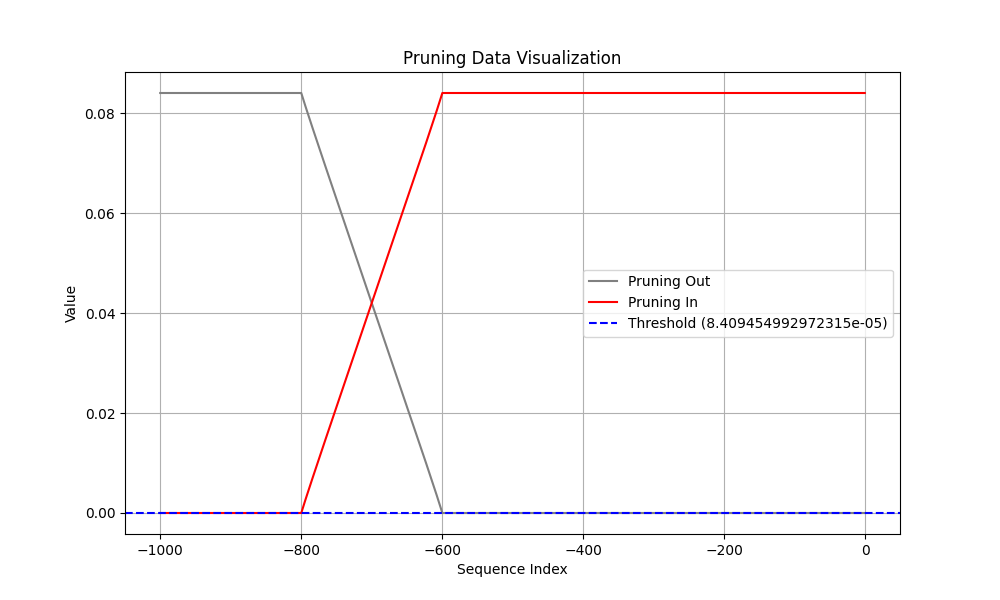 Pruning Data Visualization
0.08
0.06
0.04
0.02
0.00
Value
Pruning Out
Pruning In
Threshold (8.409454992972315e-05)
−1000 −800 −600 −400 −200 0
Sequence Index